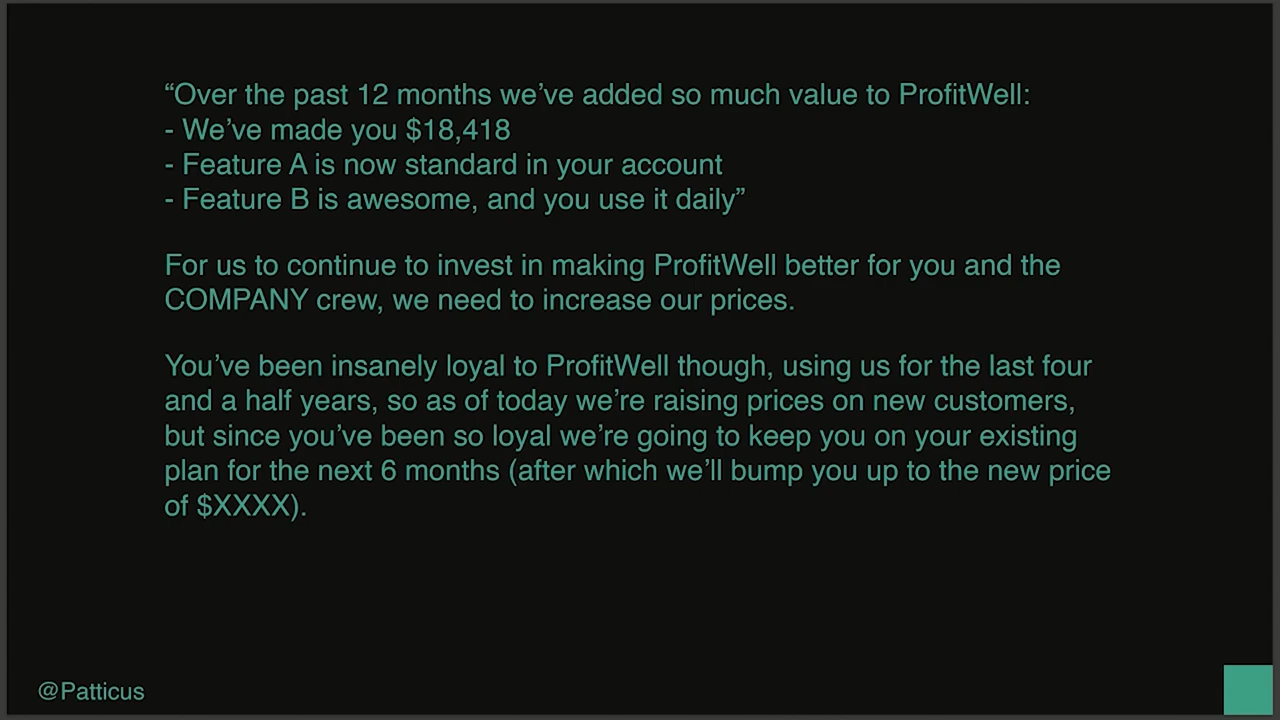 “Over the past 12 months we’ve added so much value to ProfitWell:
- We’ve made you $18,418
- Feature A is now standard in your account
- Feature B is awesome, and you use it daily”
For us to continue to invest in making ProfitWell better for you and the
COMPANY crew, we need to increase our prices.
You’ve been insanely loyal to ProfitWell though, using us for the last four
and a half years, so as of today we’re raising prices on new customers,
but since you’ve been so loyal we’re going to keep you on your existing
plan for the next 6 months (after which we’ll bump you up to the new price
of $XXXX).
@Patticus